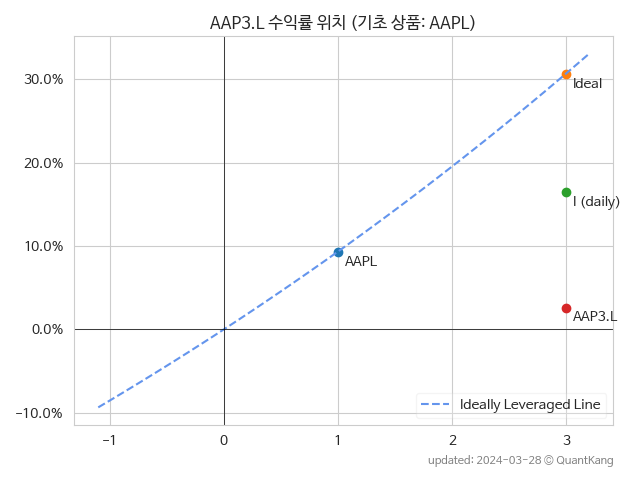 AAP3.L 수익률 위치 (기초 상품: AAPL)
30.0%
20.0%
10.0%
0.0%
−10.0%
Ideal
I (daily)
AAPL
AAP3.L
Ideally Leveraged Line
−1
0
1
2
3
updated: 2024-03-28 © QuantKang